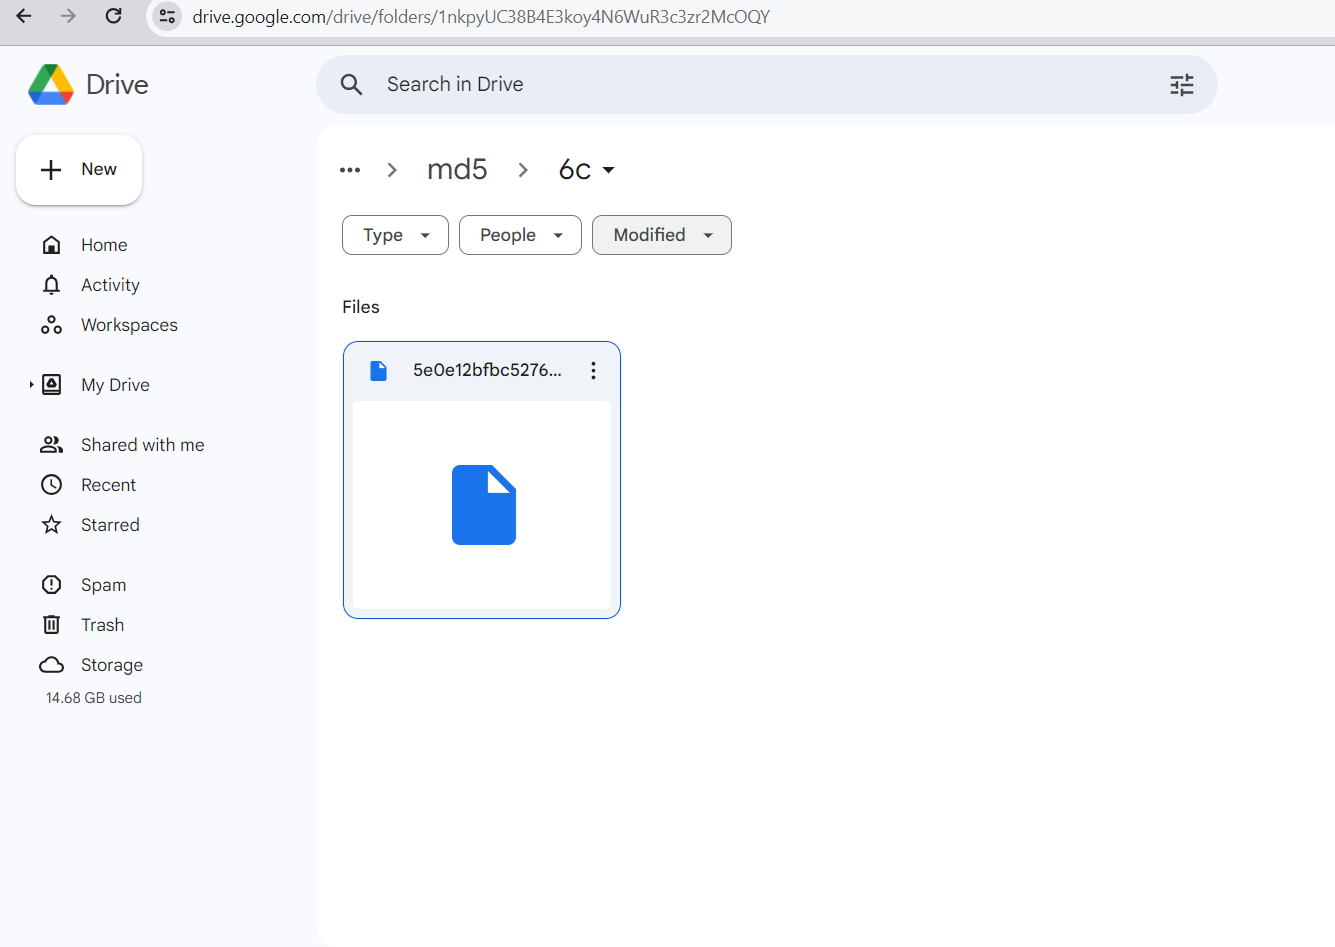 drive.google.com/drive/folders/1nkpyUC38B4E3koy4N6WuR3c3zr2McOQY
Drive
Search in Drive
New
md5
6c
Type
People
Modified
Home
Activity
Workspaces
My Drive
Shared with me
Recent
Starred
Spam
Trash
Storage
14.68 GB used
Files
5e0e12bfbc5276...